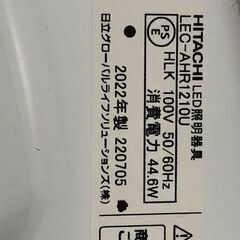 HITACHI LED照明器具
LEC-AHR1210U
PS
E
HLK 100V 50/60Hz
消費電力 44.6W
2022年製 220705
日立グローバルライフソリューションズ(株)